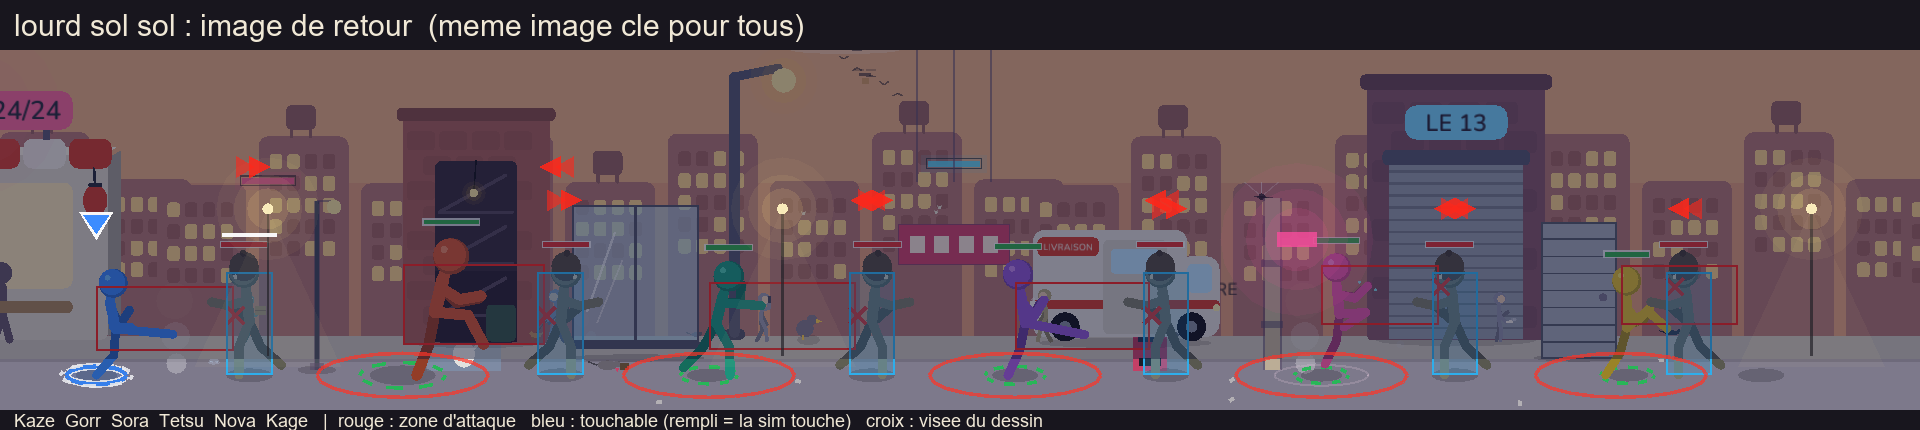 lourd sol sol : image de retour  (meme image cle pour tous)
24/24
LE 13
LIVRAISON
RE
Kaze  Gorr  Sora  Tetsu  Nova  Kage  |  rouge : zone d'attaque   bleu : touchable (rempli = la sim touche)   croix : visee du dessin